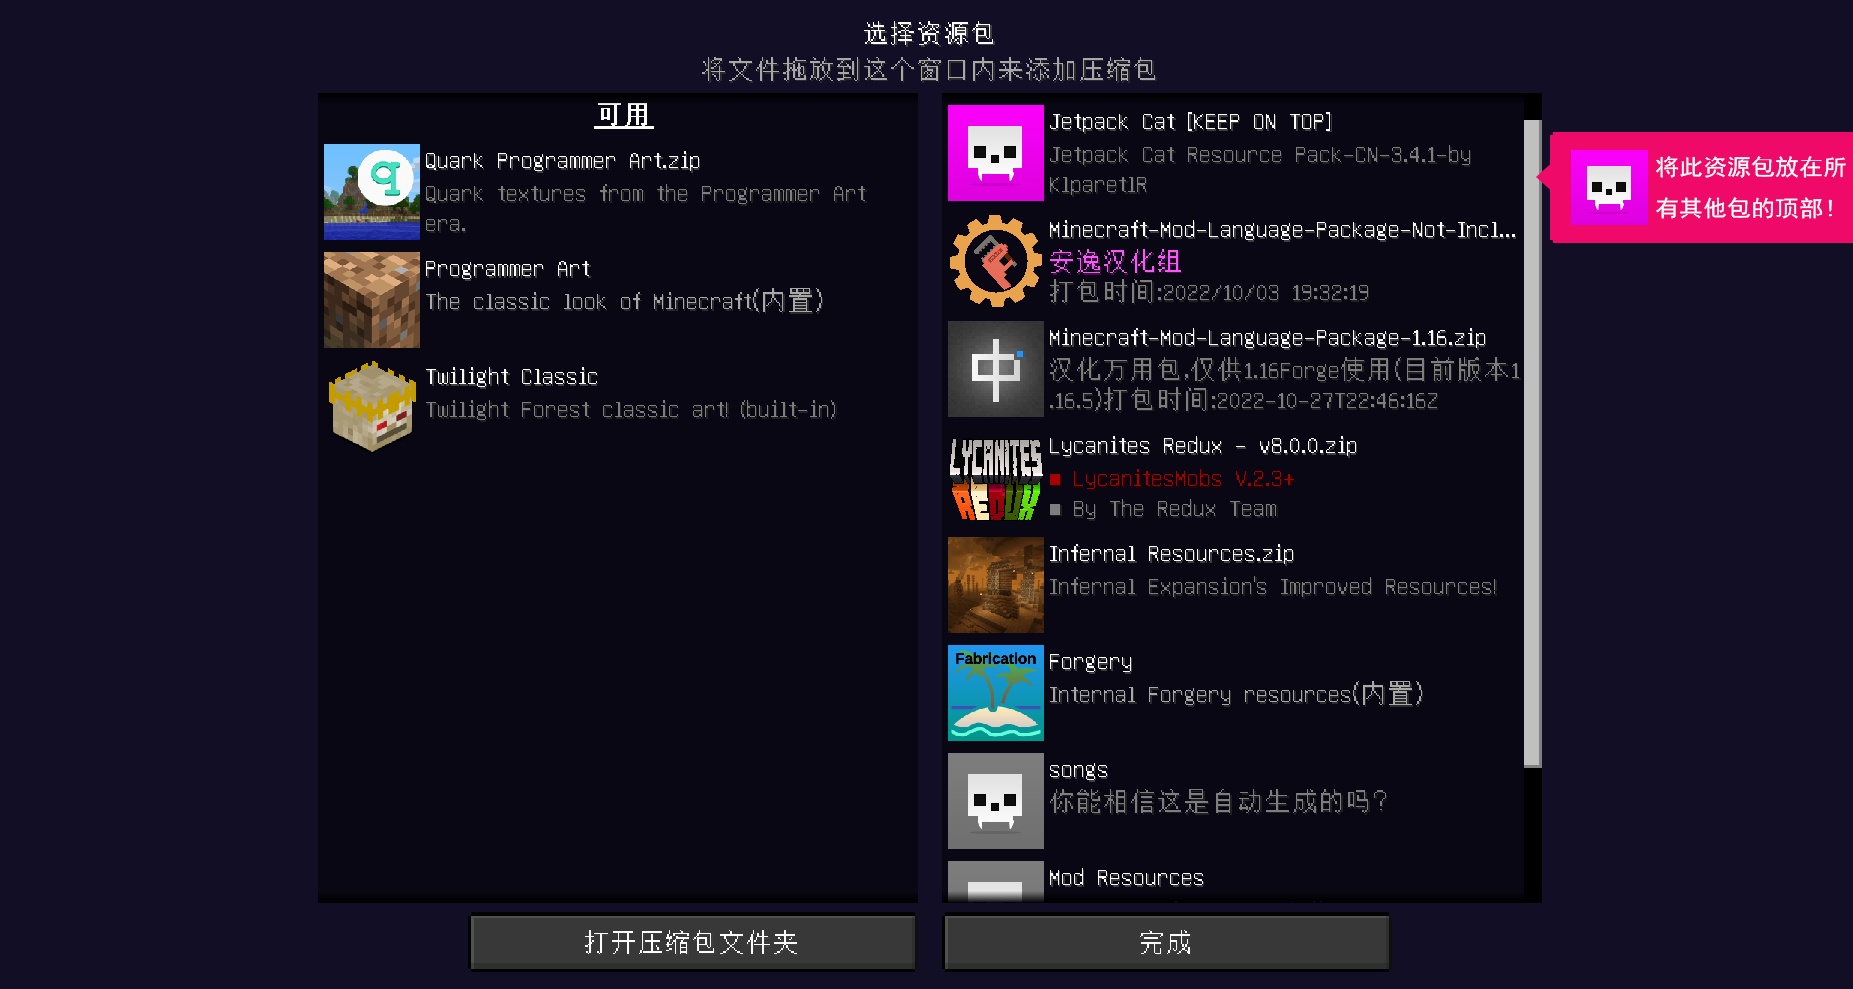 选择资源包
将文件拖放到这个窗口内来添加压缩包
可用
Quark Programmer Art.zip
Quark textures from the Programmer Art
era.
Programmer Art
The classic look of Minecraft(内置)
Twilight Classic
Twilight Forest classic art! (built-in)
Jetpack Cat [KEEP ON TOP]
Jetpack Cat Resource Pack-CN-3.4.1-by
KlparetlR
Minecraft-Mod-Language-Package-Not-Incl...
安逸汉化组
打包时间:2022/10/03 19:32:19
Minecraft-Mod-Language-Package-1.16.zip
汉化万用包,仅供1.16Forge使用(目前版本1
.16.5)打包时间:2022-10-27T22:46:16Z
LYCANITES
REDUX
Lycanites Redux - v8.0.0.zip
■ LycanitesMobs V.2.3+
■ By The Redux Team
Infernal Resources.zip
Infernal Expansion's Improved Resources!
Fabrication
Forgery
Internal Forgery resources(内置)
songs
你能相信这是自动生成的吗?
Mod Resources
将此资源包放在所
有其他包的顶部!
打开压缩包文件夹
完成